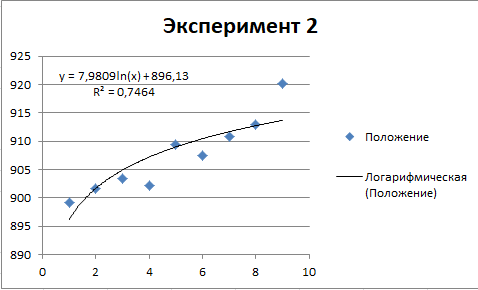 Эксперимент 2
925
920
915
910
905
900
895
890
y = 7,9809ln(x) + 896,13
R² = 0,7464
0
2
4
6
8
10
Положение
Логарифмическая
(Положение)